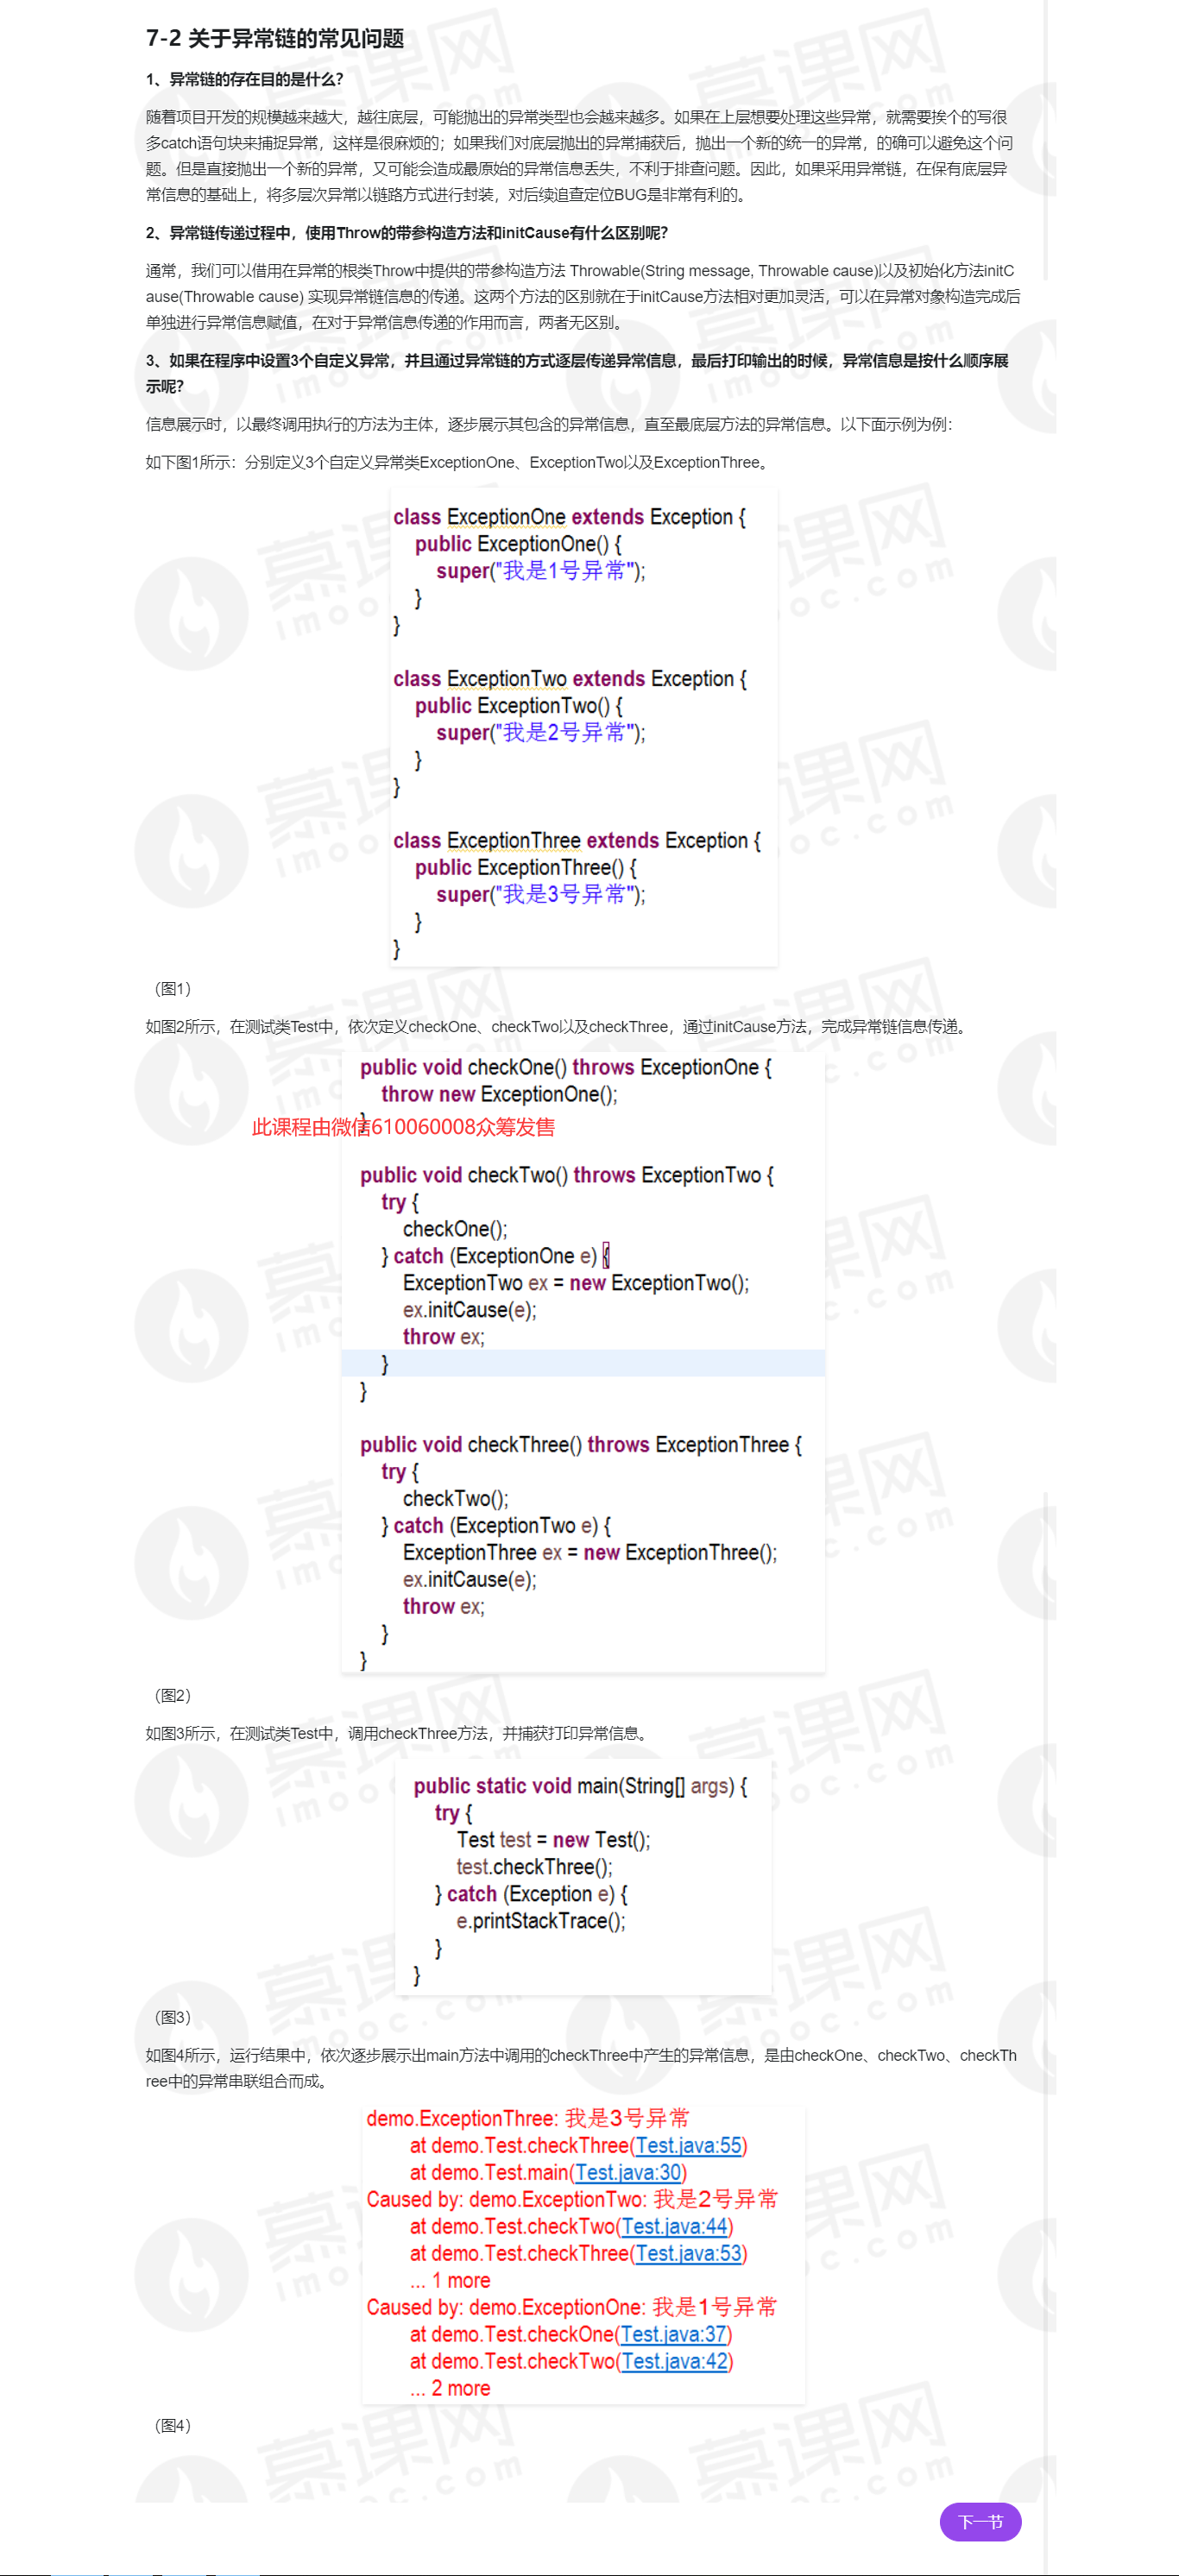 7-2 关于异常链的常见问题
1、异常链的存在目的是什么？
随着项目开发的规模越来越大，越往底层，可能抛出的异常类型也会越来越多。如果在上层想要处理这些异常，就需要挨个的写很
多catch语句块来捕捉异常，这样是很麻烦的；如果我们对底层抛出的异常捕获后，抛出一个新的统一的异常，的确可以避免这个问
题。但是直接抛出一个新的异常，又可能会造成最原始的异常信息丢失，不利于排查问题。因此，如果采用异常链，在保有底层异
常信息的基础上，将多层次异常以链路方式进行封装，对后续追查定位BUG是非常有利的。
2、异常链传递过程中，使用Throw的带参构造方法和initCause有什么区别呢？
通常，我们可以借用在异常的根类Throw中提供的带参构造方法 Throwable(String message, Throwable cause)以及初始化方法initC
ause(Throwable cause) 实现异常链信息的传递。这两个方法的区别就在于initCause方法相对更加灵活，可以在异常对象构造完成后
单独进行异常信息赋值，在对于异常信息传递的作用而言，两者无区别。
3、如果在程序中设置3个自定义异常，并且通过异常链的方式逐层传递异常信息，最后打印输出的时候，异常信息是按什么顺序展
示呢？
信息展示时，以最终调用执行的方法为主体，逐步展示其包含的异常信息，直至最底层方法的异常信息。以下面示例为例：
如下图1所示：分别定义3个自定义异常类ExceptionOne、ExceptionTwo以及ExceptionThree。
class ExceptionOne extends Exception {
public ExceptionOne() {
super("我是1号异常");
}
}
class ExceptionTwo extends Exception {
public ExceptionTwo() {
super("我是2号异常");
}
}
class ExceptionThree extends Exception {
public ExceptionThree() {
super("我是3号异常");
}
}
（图1）
如图2所示，在测试类Test中，依次定义checkOne、checkTwo以及checkThree，通过initCause方法，完成异常链信息传递。
public void checkOne() throws ExceptionOne {
throw new ExceptionOne();
}
此课程由微信610060008众筹发售
public void checkTwo() throws ExceptionTwo {
try {
checkOne();
} catch (ExceptionOne e) {
ExceptionTwo ex = new ExceptionTwo();
ex.initCause(e);
throw ex;
}
}
public void checkThree() throws ExceptionThree {
try {
checkTwo();
} catch (ExceptionTwo e) {
ExceptionThree ex = new ExceptionThree();
ex.initCause(e);
throw ex;
}
}
（图2）
如图3所示，在测试类Test中，调用checkThree方法，并捕获打印异常信息。
public static void main(String[] args) {
try {
Test test = new Test();
test.checkThree();
} catch (Exception e) {
e.printStackTrace();
}
}
（图3）
如图4所示，运行结果中，依次逐步展示出main方法中调用的checkThree中产生的异常信息，是由checkOne、checkTwo、checkTh
ree中的异常串联组合而成。
demo.ExceptionThree: 我是3号异常
at demo.Test.checkThree(Test.java:55)
at demo.Test.main(Test.java:30)
Caused by: demo.ExceptionTwo: 我是2号异常
at demo.Test.checkTwo(Test.java:44)
at demo.Test.checkThree(Test.java:53)
... 1 more
Caused by: demo.ExceptionOne: 我是1号异常
at demo.Test.checkOne(Test.java:37)
at demo.Test.checkTwo(Test.java:42)
... 2 more
（图4）
下一节